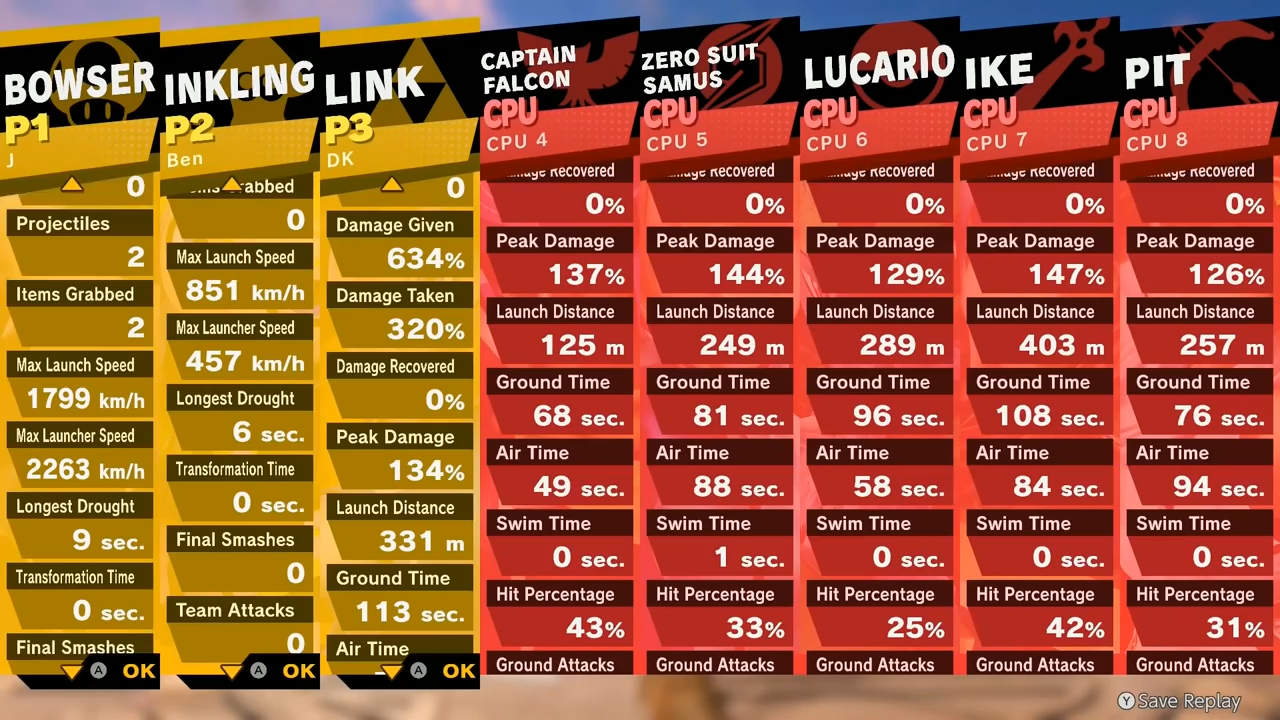 BOWSER
P1
J
0
Projectiles
2
Items Grabbed
2
Max Launch Speed
1799 km/h
Max Launcher Speed
2263 km/h
Longest Drought
9 sec.
Transformation Time
0 sec.
Final Smashes
A OK
INKLING
P2
Ben
Grabbed
0
Max Launch Speed
851 km/h
Max Launcher Speed
457 km/h
Longest Drought
6 sec.
Transformation Time
0 sec.
Final Smashes
0
Team Attacks
0
A OK
LINK
P3
DK
0
Damage Given
634%
Damage Taken
320%
Damage Recovered
0%
Peak Damage
134%
Launch Distance
331 m
Ground Time
113 sec.
Air Time
A OK
CAPTAIN
FALCON
CPU
CPU 4
Damage Recovered
0%
Peak Damage
137%
Launch Distance
125 m
Ground Time
68 sec.
Air Time
49 sec.
Swim Time
0 sec.
Hit Percentage
43%
Ground Attacks
ZERO SUIT
SAMUS
CPU
CPU 5
Damage Recovered
0%
Peak Damage
144%
Launch Distance
249 m
Ground Time
81 sec.
Air Time
88 sec.
Swim Time
1 sec.
Hit Percentage
33%
Ground Attacks
LUCARIO
CPU
CPU 6
Damage Recovered
0%
Peak Damage
129%
Launch Distance
289 m
Ground Time
96 sec.
Air Time
58 sec.
Swim Time
0 sec.
Hit Percentage
25%
Ground Attacks
IKE
CPU
CPU 7
Damage Recovered
0%
Peak Damage
147%
Launch Distance
403 m
Ground Time
108 sec.
Air Time
84 sec.
Swim Time
0 sec.
Hit Percentage
42%
Ground Attacks
PIT
CPU
CPU 8
Damage Recovered
0%
Peak Damage
126%
Launch Distance
257 m
Ground Time
76 sec.
Air Time
94 sec.
Swim Time
0 sec.
Hit Percentage
31%
Ground Attacks
Y Save Replay